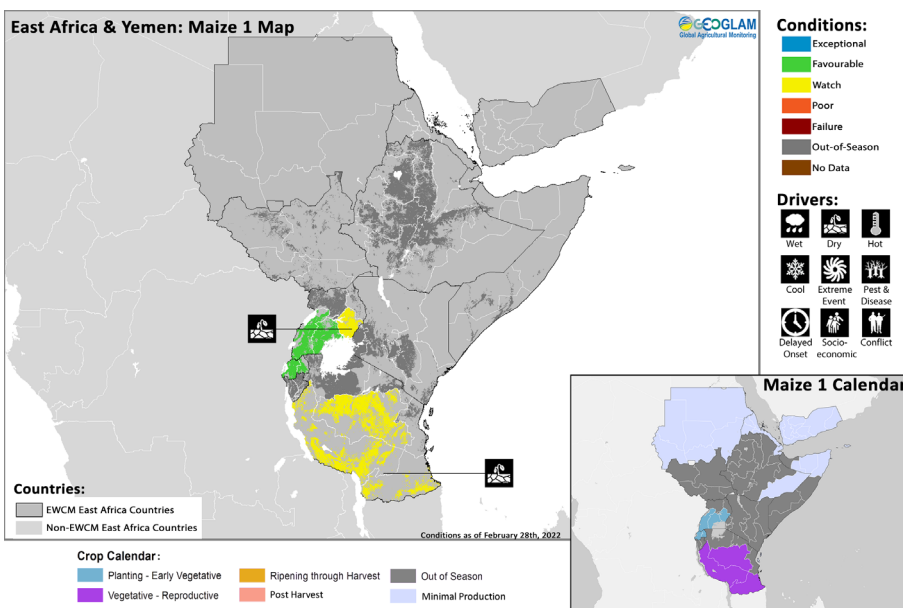 East Africa & Yemen: Maize 1 Map
GEOGLAM
Global Agricultural Monitoring
Conditions:
Exceptional
Favourable
Watch
Poor
Failure
Out-of-Season
No Data
Drivers:
Wet
Dry
Hot
Cool
Extreme
Event
Pest &
Disease
Delayed
Onset
Socio-
economic
Conflict
Countries:
EWCM East Africa Countries
Non-EWCM East Africa Countries
Conditions as of February 28th, 2022
Maize 1 Calendar
Crop Calendar:
Planting - Early Vegetative
Ripening through Harvest
Out of Season
Vegetative - Reproductive
Post Harvest
Minimal Production